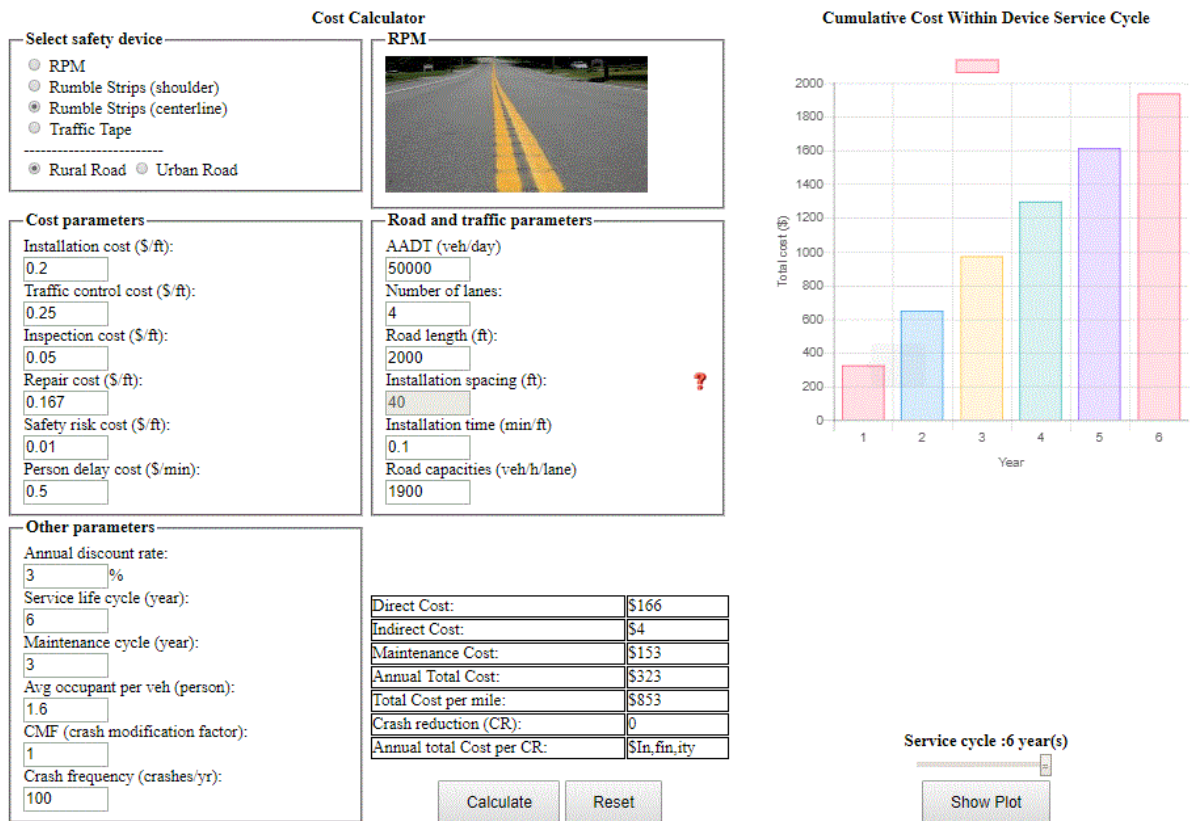 Cost Calculator
Select safety device
RPM
Rumble Strips (shoulder)
Rumble Strips (centerline)
Traffic Tape
-------------------------
Rural Road Urban Road
RPM
Cost parameters
Installation cost ($/ft):
0.2
Traffic control cost ($/ft):
0.25
Inspection cost ($/ft):
0.05
Repair cost ($/ft):
0.167
Safety risk cost ($/ft):
0.01
Person delay cost ($/min):
0.5
Road and traffic parameters
AADT (veh/day)
50000
Number of lanes:
4
Road length (ft):
2000
Installation spacing (ft):
?
40
Installation time (min/ft)
0.1
Road capacities (veh/h/lane)
1900
Other parameters
Annual discount rate:
3 %
Service life cycle (year):
6
Maintenance cycle (year):
3
Avg occupant per veh (person):
1.6
CMF (crash modification factor):
1
Crash frequency (crashes/yr):
100
Direct Cost: $166
Indirect Cost: $4
Maintenance Cost: $153
Annual Total Cost: $323
Total Cost per mile: $853
Crash reduction (CR): 0
Annual total Cost per CR: $In,fin,ity
Calculate Reset
Cumulative Cost Within Device Service Cycle
2000
1800
1600
1400
1200
1000
800
600
400
200
0
Total cost ($)
1 2 3 4 5 6
Year
Service cycle :6 year(s)
Show Plot